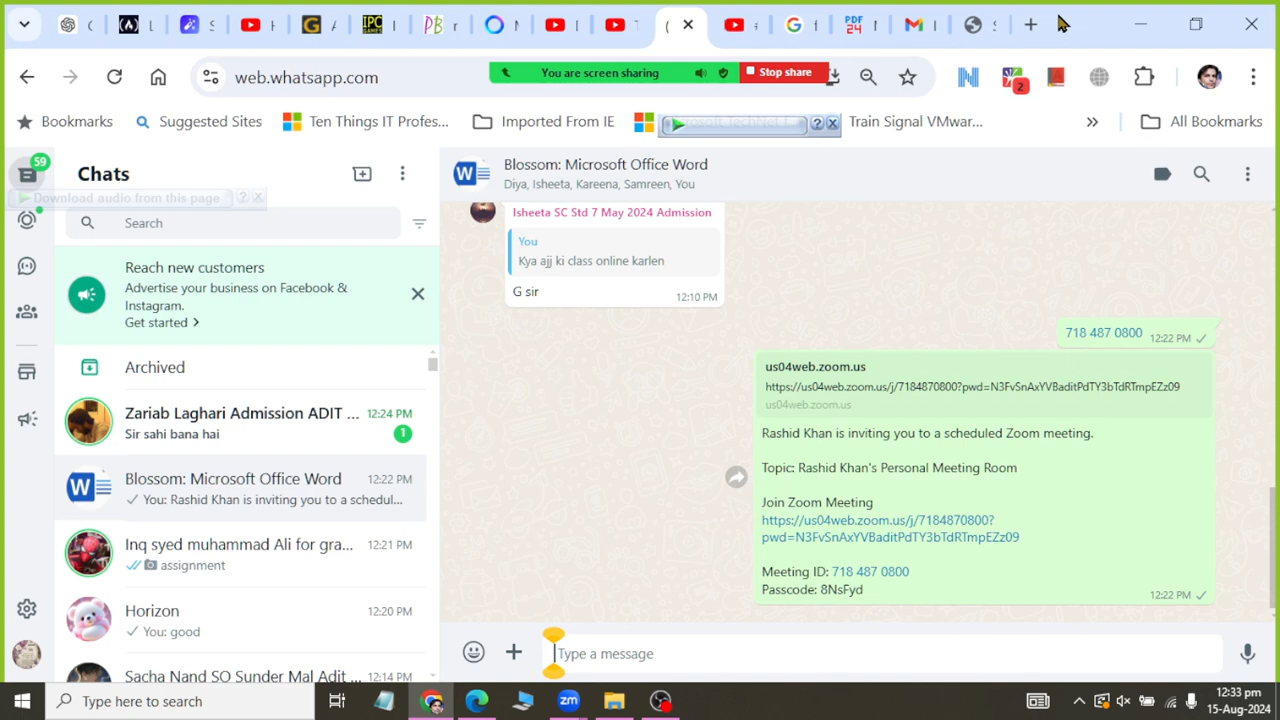 web.whatsapp.com
You are screen sharing
Stop share
2
Bookmarks
Suggested Sites
Ten Things IT Profes...
Imported From IE
Train Signal VMwar...
All Bookmarks
59
Chats
Download audio from this page
Search
Reach new customers
Advertise your business on Facebook &
Instagram.
Get started
Archived
Zariab Laghari Admission ADIT ...
12:24 PM
Sir sahi bana hai
1
Blossom: Microsoft Office Word
12:22 PM
You: Rashid Khan is inviting you to a schedul...
Inq syed muhammad Ali for gra...
12:21 PM
assignment
Horizon
12:20 PM
You: good
Sacha Nand SO Sunder Mal Adit
12:14 PM
Blossom: Microsoft Office Word
Diya, Isheeta, Kareena, Samreen, You
Isheeta SC Std 7 May 2024 Admission
You
Kya ajj ki class online karlen
G sir
12:10 PM
718 487 0800
12:22 PM
us04web.zoom.us
https://us04web.zoom.us/j/7184870800?pwd=N3FvSnAxYVBaditPdTY3bTdRTmpEZz09
us04web.zoom.us
Rashid Khan is inviting you to a scheduled Zoom meeting.
Topic: Rashid Khan's Personal Meeting Room
Join Zoom Meeting
https://us04web.zoom.us/j/7184870800?
pwd=N3FvSnAxYVBaditPdTY3bTdRTmpEZz09
Meeting ID: 718 487 0800
Passcode: 8NsFyd
12:22 PM
Type a message
Type here to search
12:33 pm
15-Aug-2024